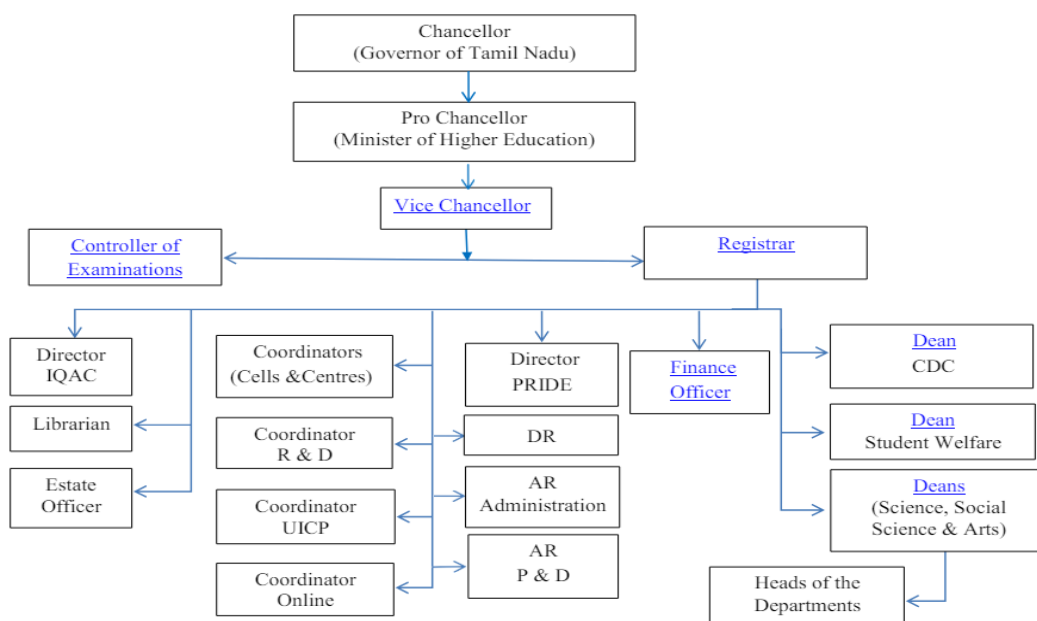 Chancellor
(Governor of Tamil Nadu)
Pro Chancellor
(Minister of Higher Education)
Vice Chancellor
Controller of
Examinations
Registrar
Director
IQAC
Librarian
Estate
Officer
Coordinators
(Cells &Centres)
Coordinator
R & D
Coordinator
UICP
Coordinator
Online
Director
PRIDE
DR
AR
Administration
AR
P & D
Finance
Officer
Dean
CDC
Dean
Student Welfare
Deans
(Science, Social
Science & Arts)
Heads of the
Departments